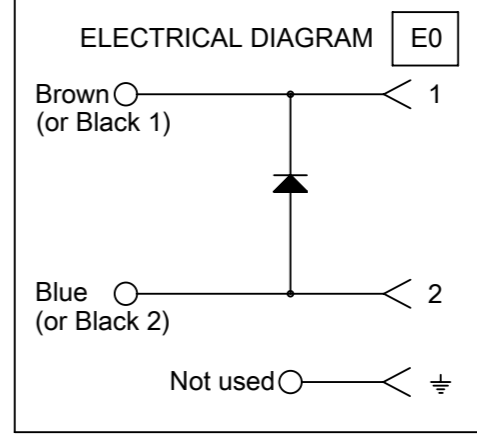 ELECTRICAL DIAGRAM E0
Brown 1
(or Black 1)
Blue 2
(or Black 2)
Not used